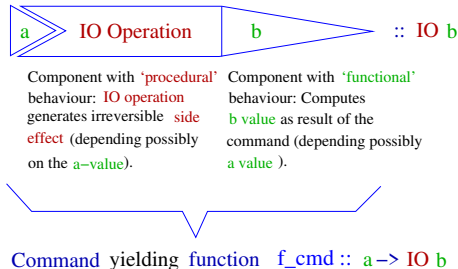 a IO Operation b :: IO b
Component with ‘procedural’
behaviour: IO operation
generates irreversible side
effect (depending possibly
on the a−value).
Component with ‘functional’
behaviour: Computes
b value as result of the
command (depending possibly
a value ).
Command yielding function f_cmd :: a −> IO b